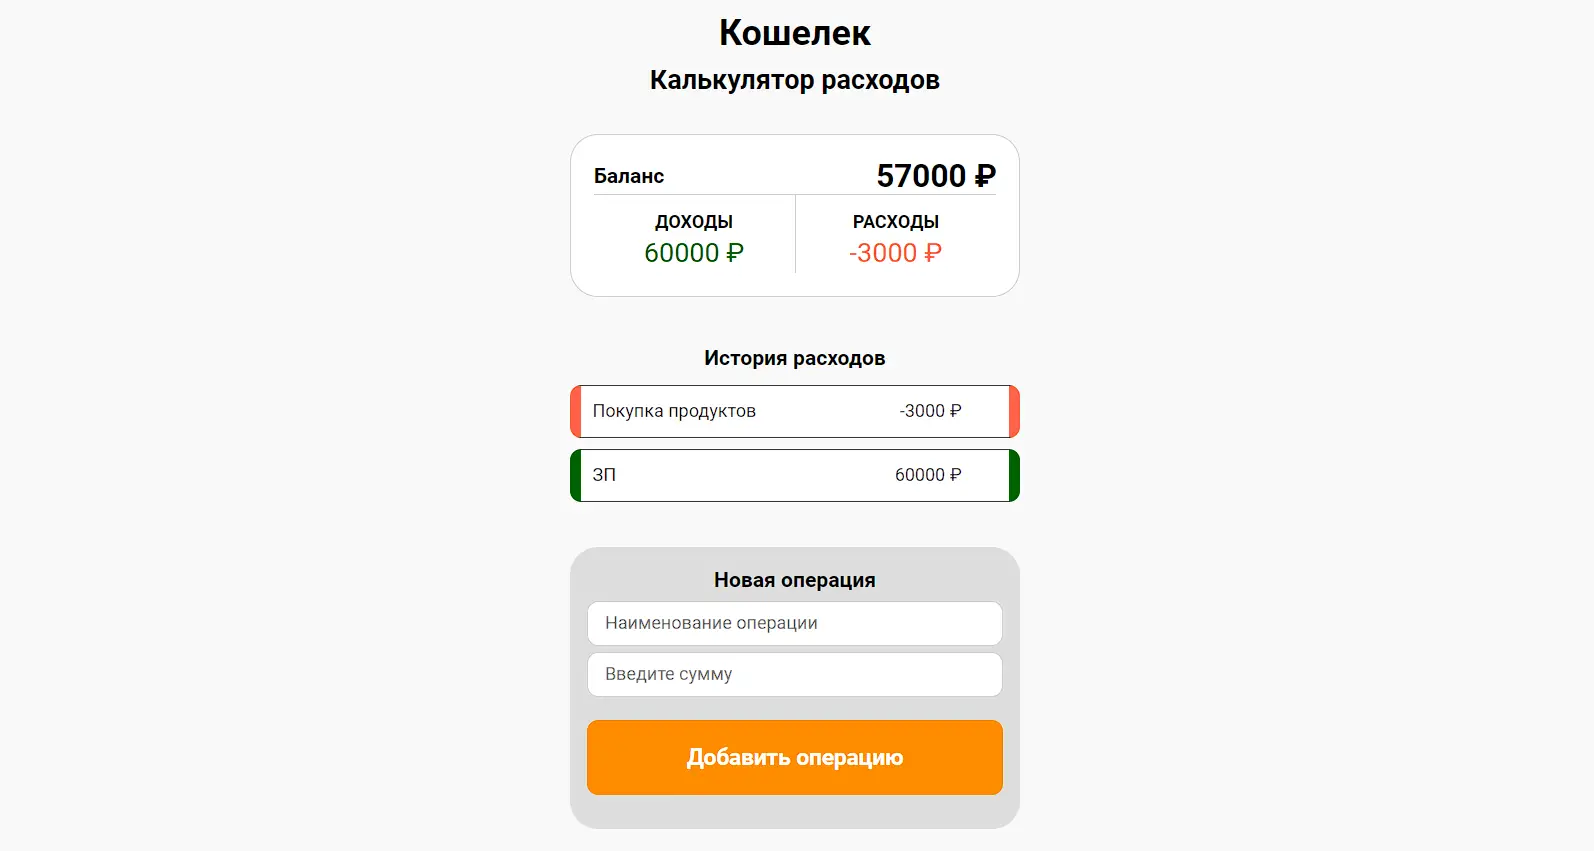 Кошелек
Калькулятор расходов
Баланс 57000 ₽
ДОХОДЫ РАСХОДЫ
60000 ₽ -3000 ₽
История расходов
Покупка продуктов -3000 ₽
ЗП 60000 ₽
Новая операция
Наименование операции
Введите сумму
Добавить операцию